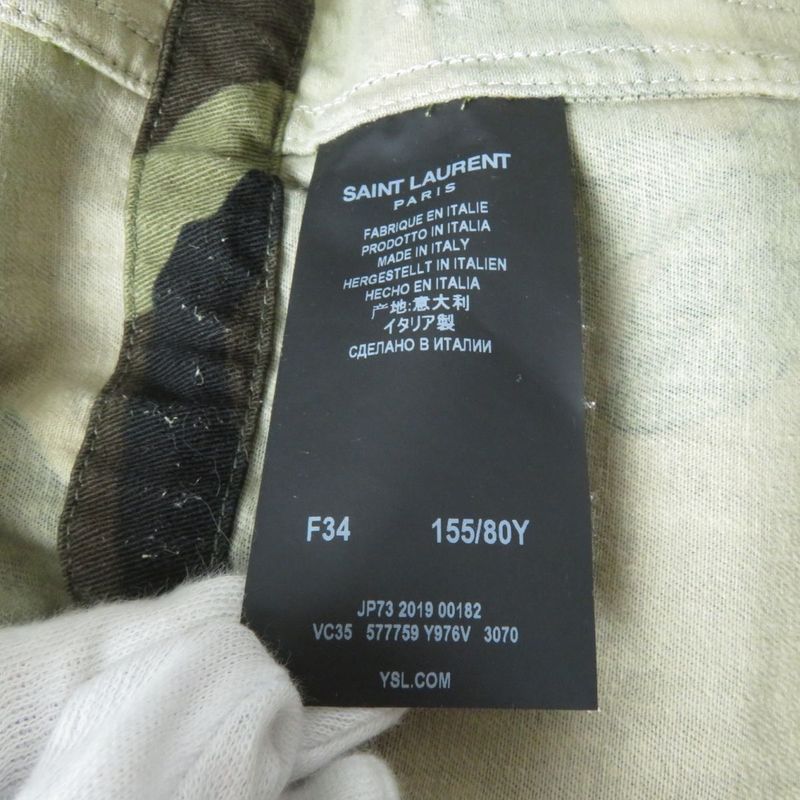 SAINT LAURENT
PARIS
FABRIQUE EN ITALIE
PRODOTTO IN ITALIA
MADE IN ITALY
HERGESTELLT IN ITALIEN
HECHO EN ITALIA
产地:意大利
イタリア製
СДЕЛАНО В ИТАЛИИ
F34 155/80Y
JP73 2019 00182
VC35 577759 Y976V 3070
YSL.COM